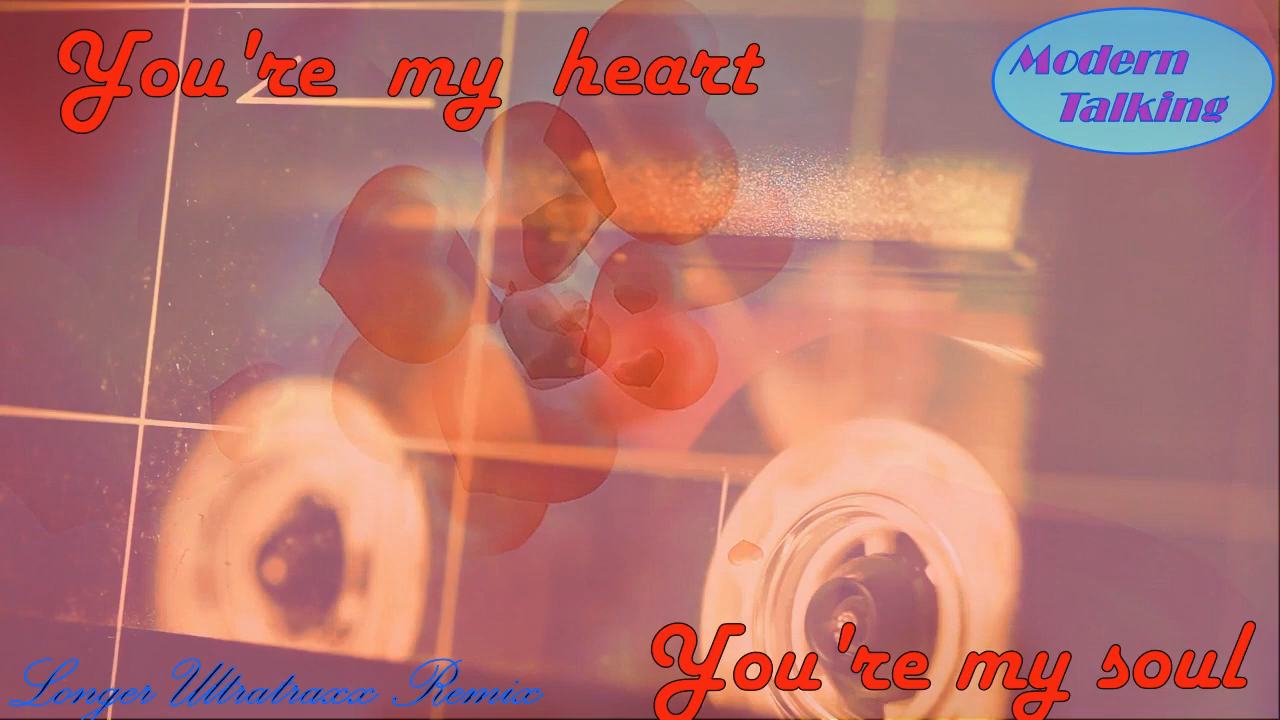 You're my heart
Modern
Talking
You're my soul
Longer Ultratraxx Remix